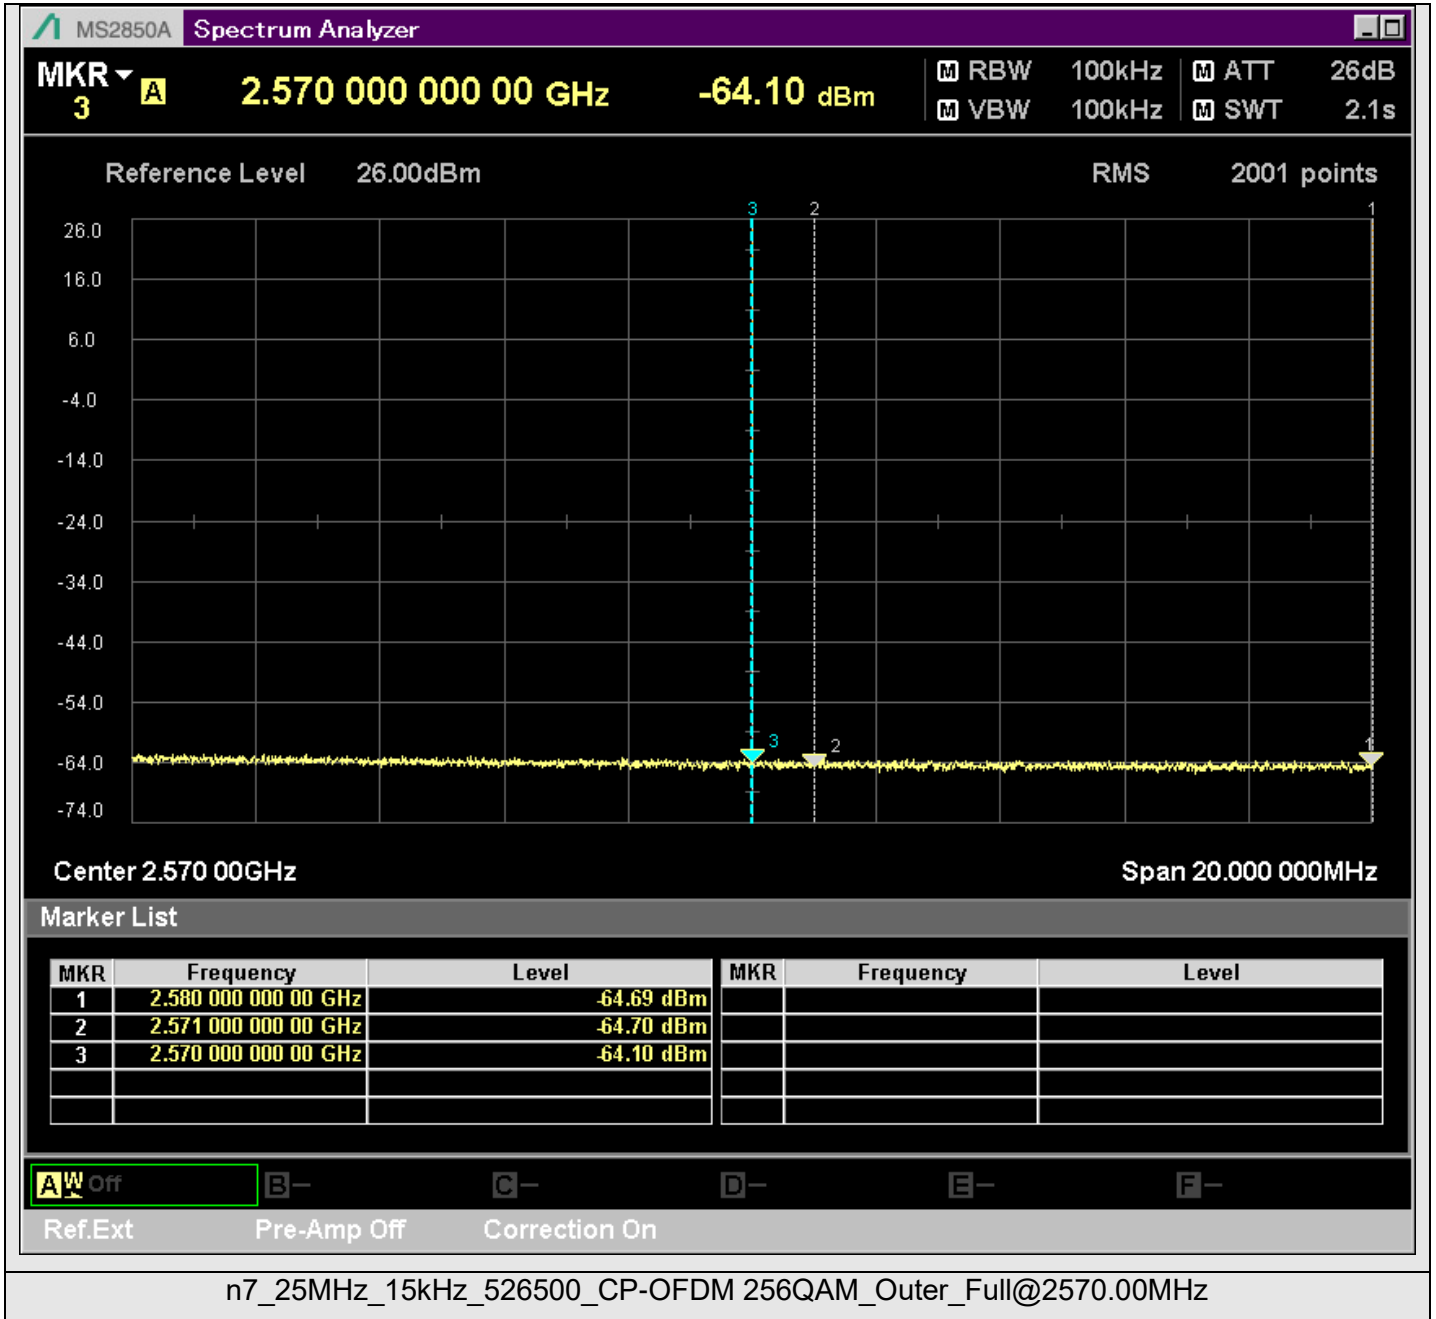 MS2850A Spectrum Analyzer
MKR A 2.570 000 000 00 GHz -64.10 dBm M RBW 100kHz M ATT 26dB
3 M VBW 100kHz M SWT 2.1s
Reference Level 26.00dBm RMS 2001 points
3 2 1
26.0
16.0
6.0
-4.0
-14.0
-24.0
-34.0
-44.0
-54.0
3 2 1
-64.0
-74.0
Center 2.570 00GHz Span 20.000 000MHz
Marker List
MKR Frequency Level MKR Frequency Level
1 2.580 000 000 00 GHz -64.69 dBm
2 2.571 000 000 00 GHz -64.70 dBm
3 2.570 000 000 00 GHz -64.10 dBm
A W Off B – C – D – E – F –
Ref.Ext Pre-Amp Off Correction On
n7_25MHz_15kHz_526500_CP-OFDM 256QAM_Outer_Full@2570.00MHz